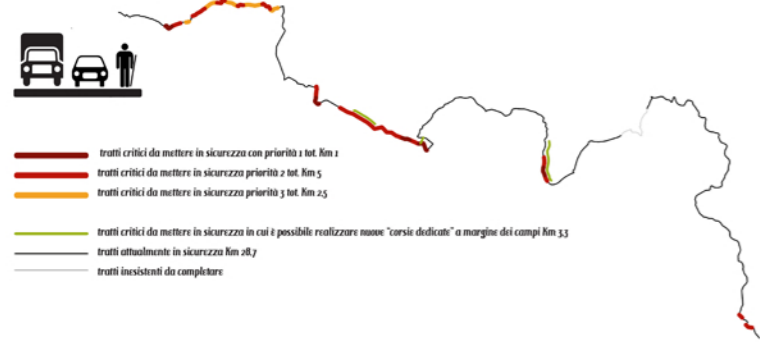 tratti critici da mettere in sicurezza con priorità 1 tot. Km 1
tratti critici da mettere in sicurezza priorità 2 tot. Km 5
tratti critici da mettere in sicurezza priorità 3 tot. Km 2,5
tratti critici da mettere in sicurezza in cui è possibile realizzare nuove "corsie dedicate" a margine dei campi Km 3,3
tratti attualmente in sicurezza Km 28,7
tratti inesistenti da completare